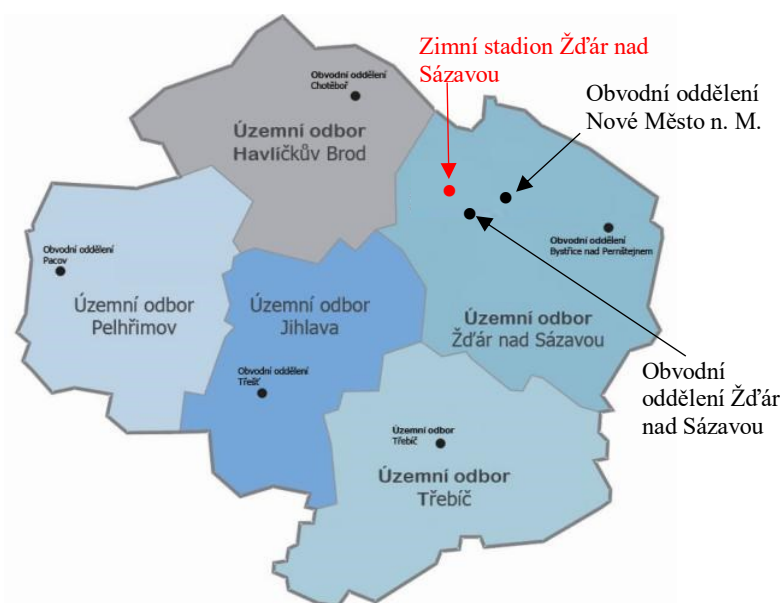 Zimní stadion Žďár nad
Sázavou
Obvodní oddělení
Chotěboř
Obvodní oddělení
Nové Město n. M.
Územní odbor
Havlíčkův Brod
Obvodní oddělení
Pacov
Obvodní oddělení
Bystřice nad Pernštejnem
Územní odbor
Pelhřimov
Územní odbor
Jihlava
Územní odbor
Žďár nad Sázavou
Obvodní oddělení
Třešť
Obvodní
oddělení Žďár
nad Sázavou
Územní odbor
Třebíč
Územní odbor
Třebíč